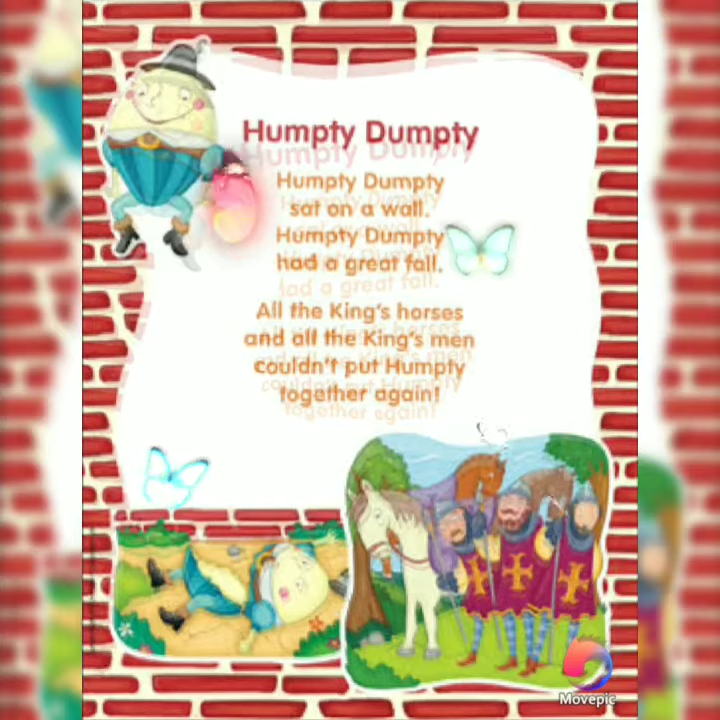 Humpty Dumpty
Humpty Dumpty
sat on a wall.
Humpty Dumpty
had a great fall.
All the King's horses
and all the King's men
couldn't put Humpty
together again!
Movepic